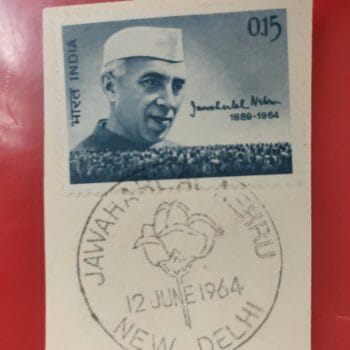 भारत INDIA
0.15
Jawaharlal Nehru
1889-1964
JAWAHARLAL NEHRU
12 JUNE 1964
NEW DELHI